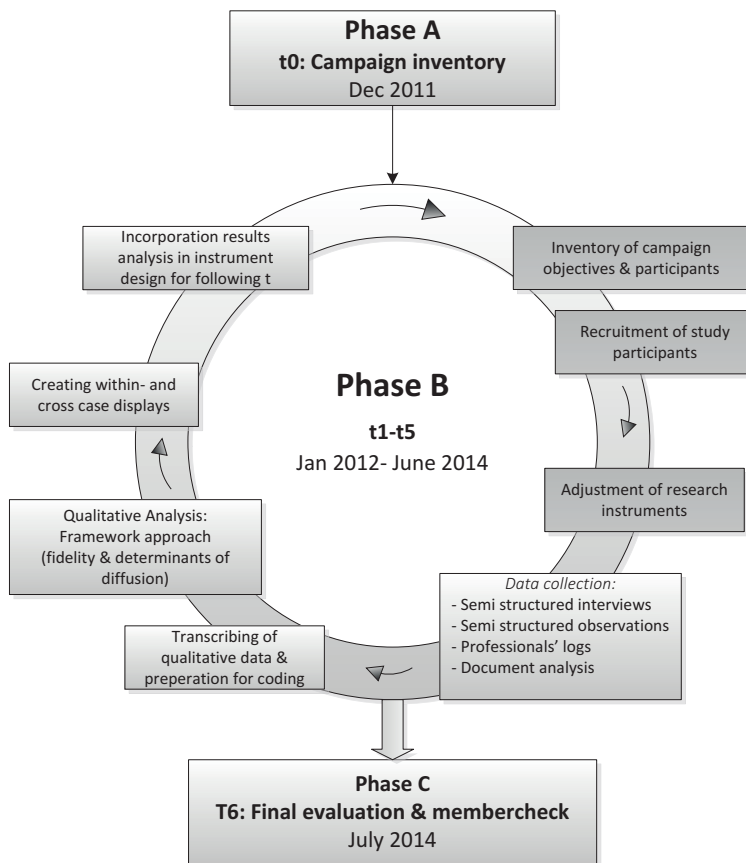 Phase A
t0: Campaign inventory
Dec 2011
Incorporation results
analysis in instrument
design for following t
Inventory of campaign
objectives & participants
Recruitment of study
participants
Creating within- and
cross case displays
Phase B
t1-t5
Jan 2012- June 2014
Adjustment of research
instruments
Qualitative Analysis:
Framework approach
(fidelity & determinants of
diffusion)
Data collection:
- Semi structured interviews
- Semi structured observations
- Professionals’ logs
- Document analysis
Transcribing of
qualitative data &
preparation for coding
Phase C
T6: Final evaluation & membercheck
July 2014